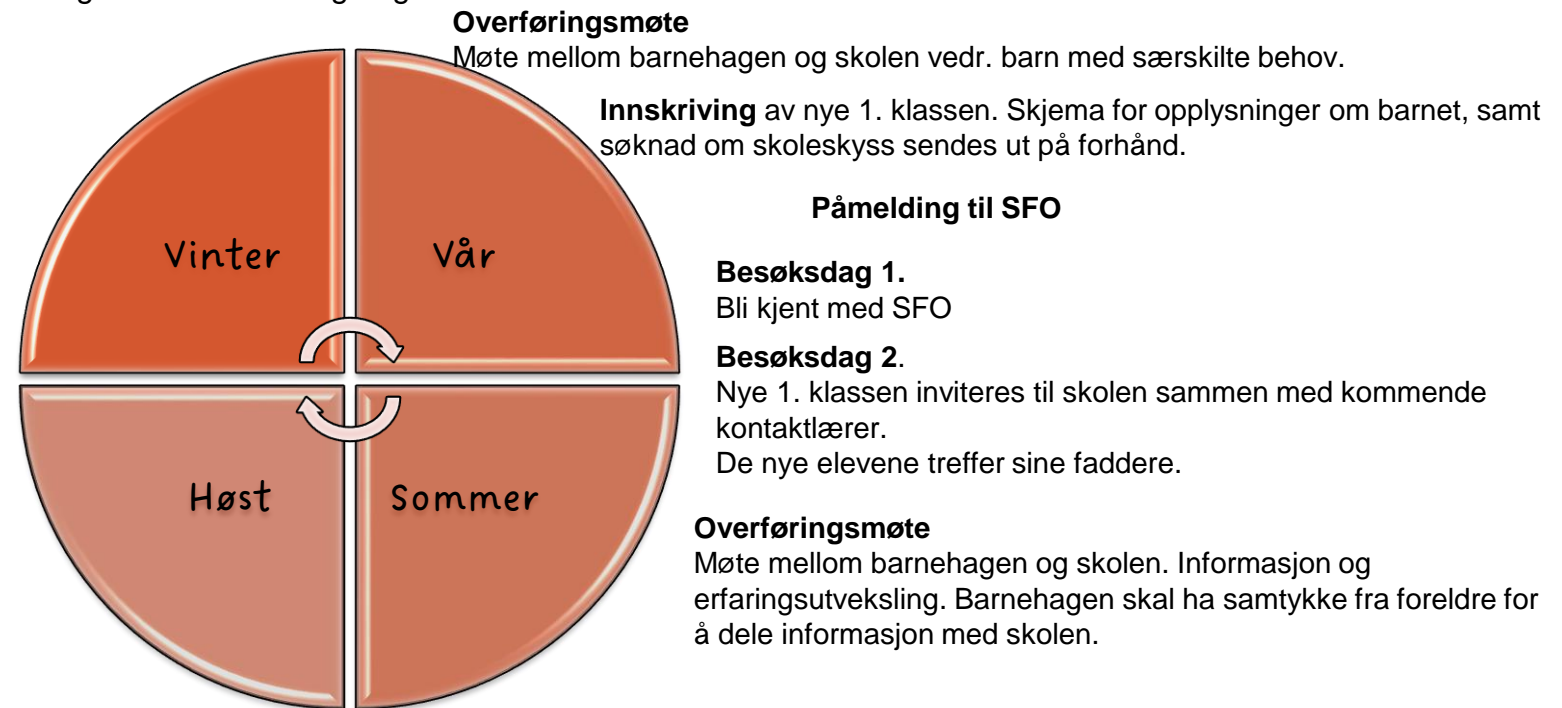 Overføringsmøte
Møte mellom barnehagen og skolen vedr. barn med særskilte behov.
Innskriving av nye 1. klassen. Skjema for opplysninger om barnet, samt
søknad om skoleskyss sendes ut på forhånd.
Påmelding til SFO
Vinter
Vår
Besøksdag 1.
Bli kjent med SFO
Besøksdag 2.
Nye 1. klassen inviteres til skolen sammen med kommende
kontaktlærer.
De nye elevene treffer sine faddere.
Høst
Sommer
Overføringsmøte
Møte mellom barnehagen og skolen. Informasjon og
erfaringsutveksling. Barnehagen skal ha samtykke fra foreldre for
å dele informasjon med skolen.